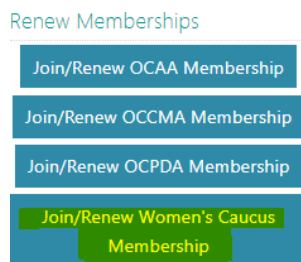 Renew Memberships
Join/Renew OCAA Membership
Join/Renew OCCMA Membership
Join/Renew OCPDA Membership
Join/Renew Women's Caucus
Membership